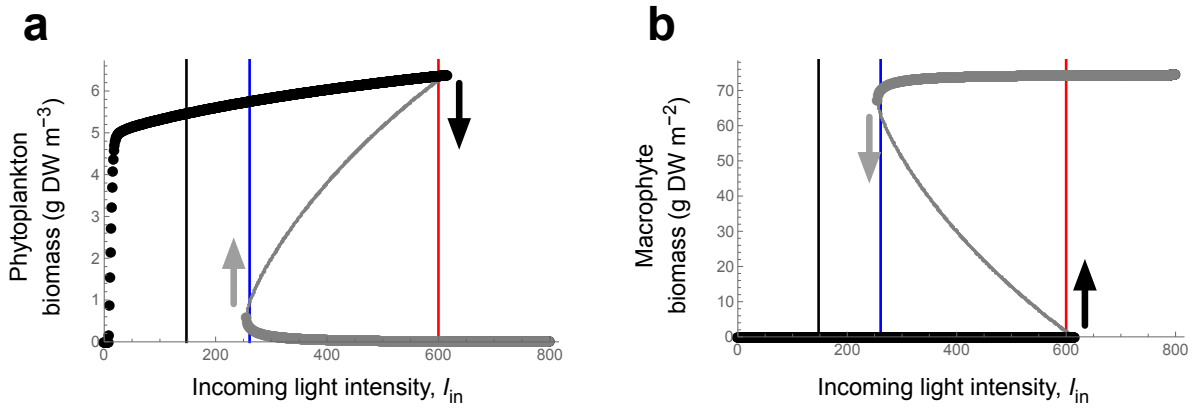 a
Phytoplankton
biomass (g DW m⁻³)
6
5
4
3
2
1
0
0 200 400 600 800
Incoming light intensity, Iin
b
Macrophyte
biomass (g DW m⁻²)
70
60
50
40
30
20
10
0
0 200 400 600 800
Incoming light intensity, Iin